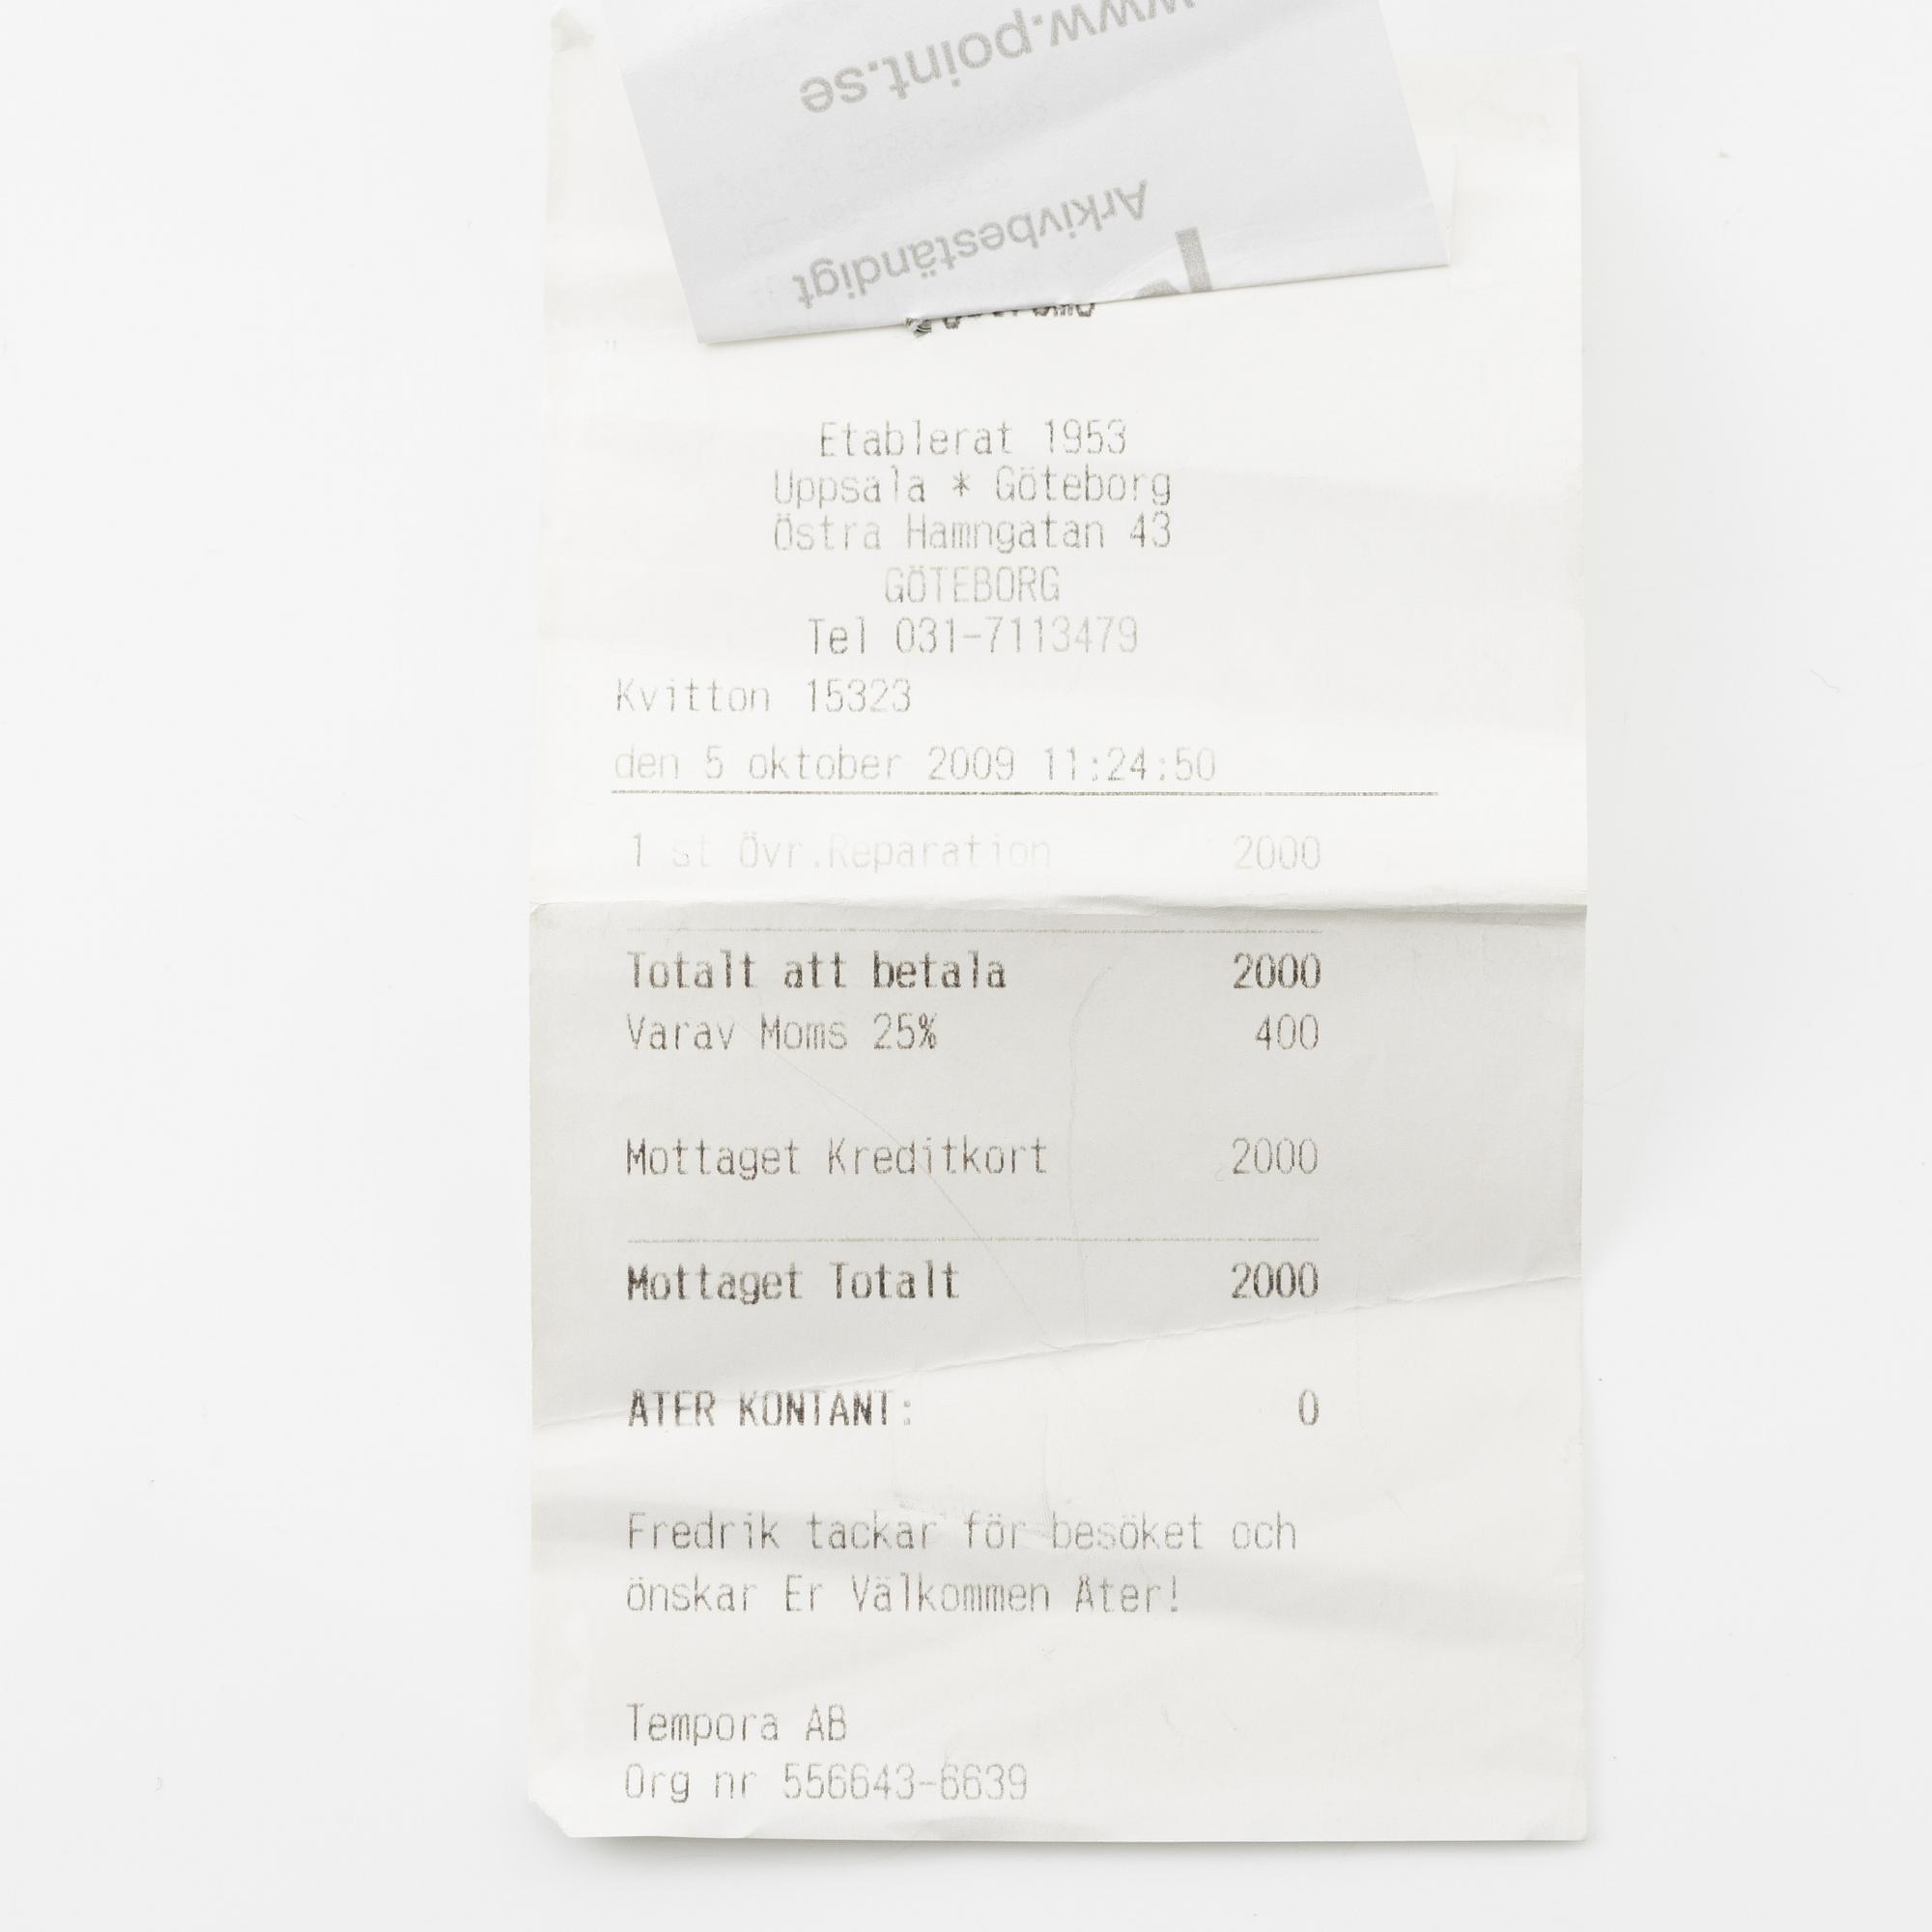 www.point.se
Arkivbeständigt
Etablerat 1953
Uppsala * Göteborg
Östra Hamngatan 43
GÖTEBORG
Tel 031-7113479
Kvitton 15323
den 5 oktober 2009 11:24:50
1 st Övr.Reparation 2000
Totalt att betala 2000
Varav Moms 25% 400
Mottaget Kreditkort 2000
Mottaget Totalt 2000
ÅTER KONTANT: 0
Fredrik tackar för besöket och
önskar Er Välkommen Åter!
Tempora AB
Org nr 556643-6639